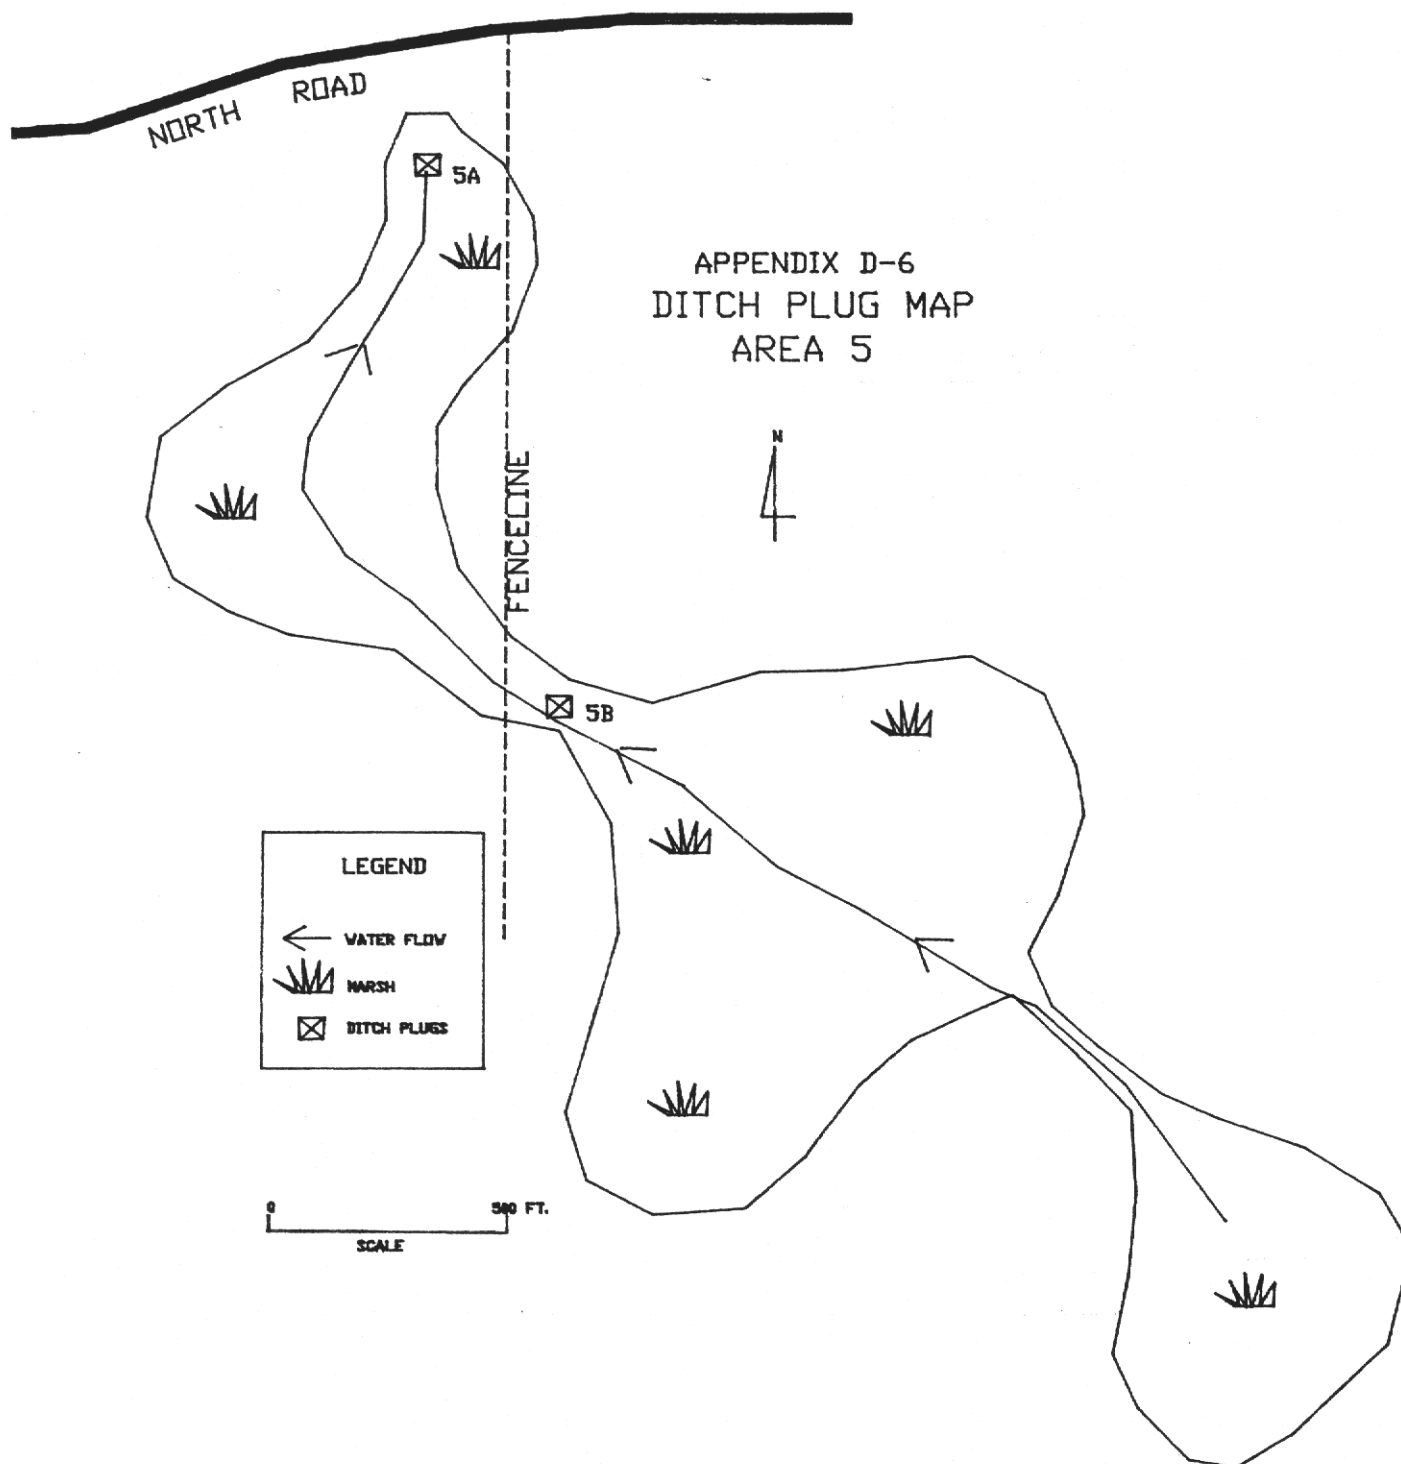 NORTH ROAD
5A
APPENDIX D-6
DITCH PLUG MAP
AREA 5
N
FENCELINE
5B
LEGEND
WATER FLOW
MARSH
DITCH PLUGS
0 500 FT.
SCALE